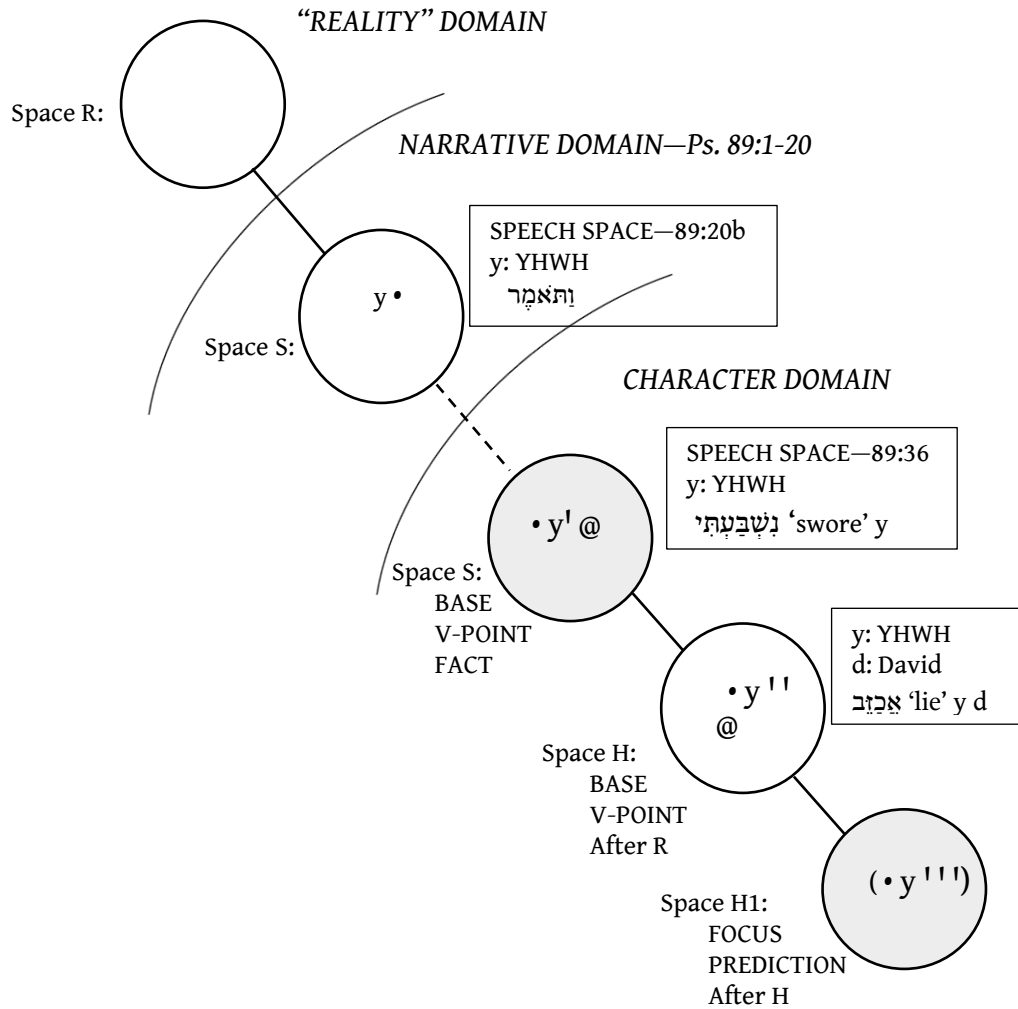 “REALITY” DOMAIN
Space R:
NARRATIVE DOMAIN—Ps. 89:1-20
SPEECH SPACE—89:20b
y: YHWH
וַתֹּאמֶר
y •
Space S:
CHARACTER DOMAIN
SPEECH SPACE—89:36
y: YHWH
נִשְׁבַּעְתִּי ‘swore’ y
• y' @
Space S:
BASE
V-POINT
FACT
y: YHWH
d: David
אֲכַזֵּב ‘lie’ y d
• y ' '
@
Space H:
BASE
V-POINT
After R
(• y ' ' ')
Space H1:
FOCUS
PREDICTION
After H